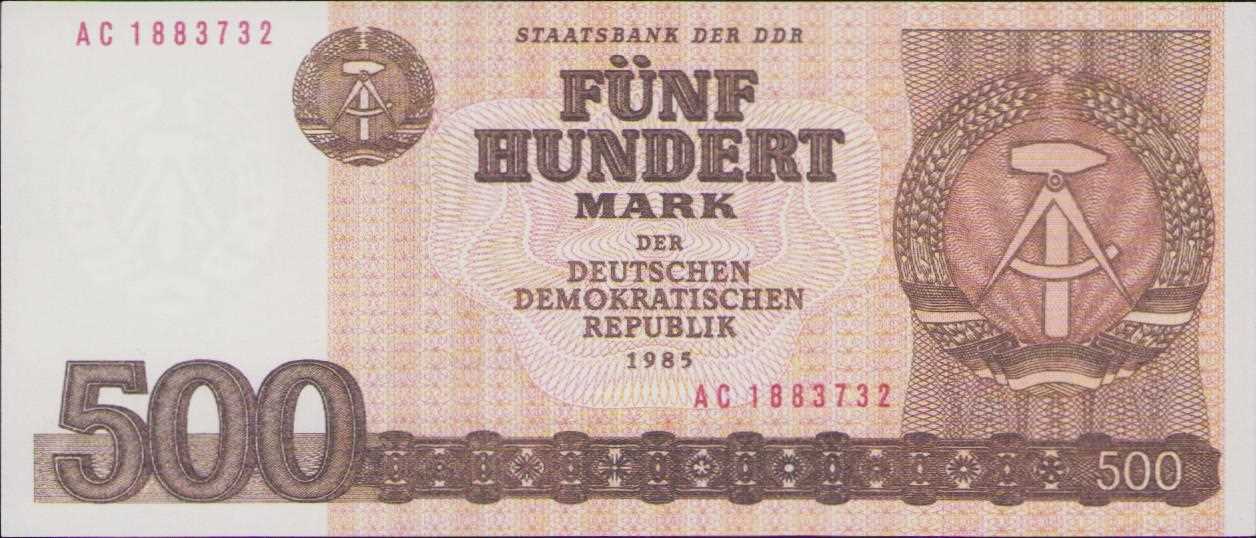 AC 1883732
STAATSBANK DER DDR
FÜNF
HUNDERT
MARK
DER
DEUTSCHEN
DEMOKRATISCHEN
REPUBLIK
1985
AC 1883732
500
500